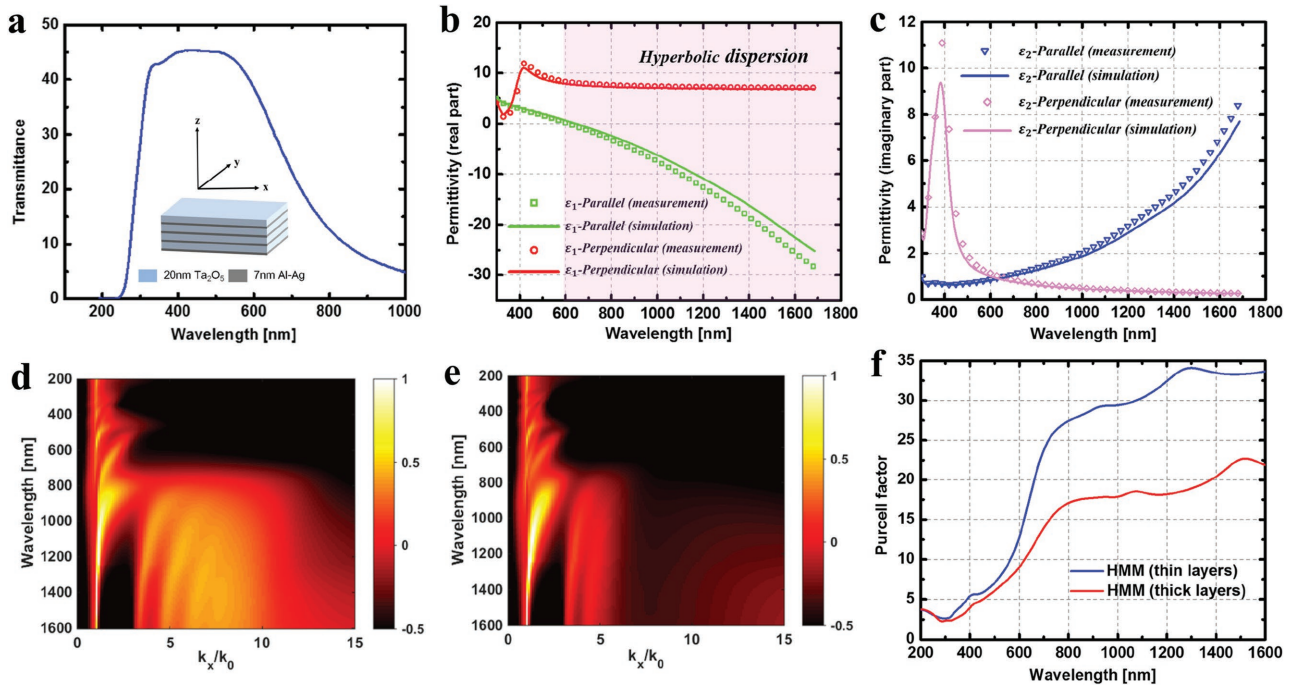 a
Transmittance
50
40
30
20
10
0
200 400 600 800 1000
Wavelength [nm]
z
y
x
20nm Ta₂O₅ 7nm Al-Ag
b
Permittivity (real part)
20
10
0
-10
-20
-30
400 600 800 1000 1200 1400 1600 1800
Wavelength [nm]
Hyperbolic dispersion
ε₁-Parallel (measurement)
ε₁-Parallel (simulation)
ε₁-Perpendicular (measurement)
ε₁-Perpendicular (simulation)
c
Permittivity (imaginary part)
12
10
8
6
4
2
0
400 600 800 1000 1200 1400 1600 1800
Wavelength [nm]
ε₂-Parallel (measurement)
ε₂-Parallel (simulation)
ε₂-Perpendicular (measurement)
ε₂-Perpendicular (simulation)
d
Wavelength [nm]
200
400
600
800
1000
1200
1400
1600
0 5 10 15
kₓ/k₀
1
0.5
0
-0.5
e
Wavelength [nm]
200
400
600
800
1000
1200
1400
1600
0 5 10 15
kₓ/k₀
1
0.5
0
-0.5
f
Purcell factor
35
30
25
20
15
10
5
0
200 400 600 800 1000 1200 1400 1600
Wavelength [nm]
HMM (thin layers)
HMM (thick layers)